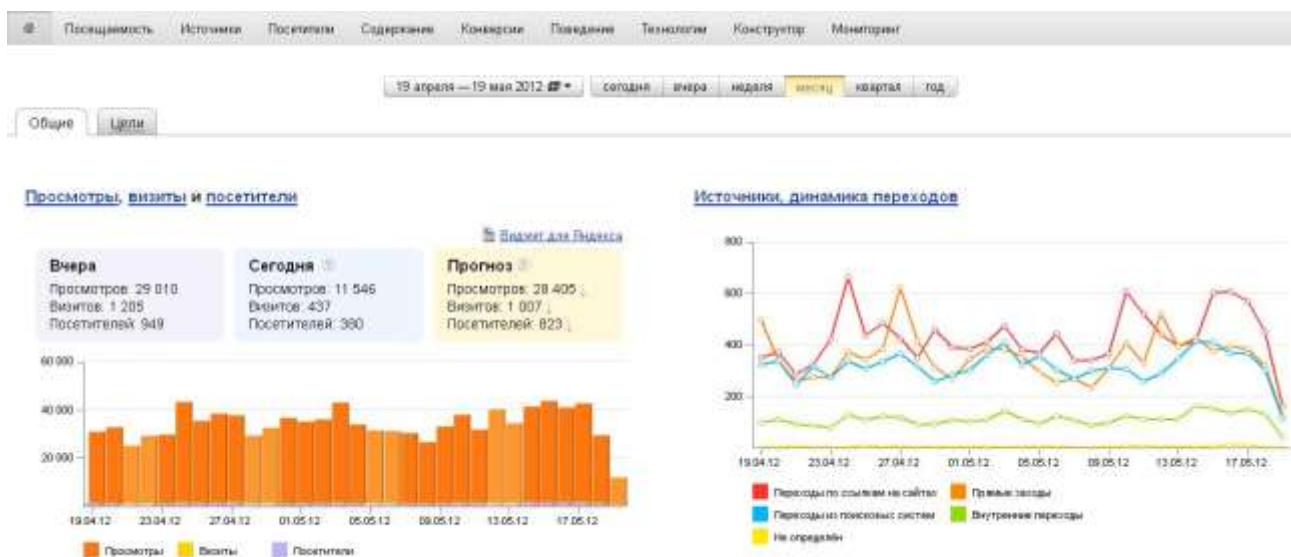 Посещаемость Источники Посетители Содержание Конверсии Поведение Технологии Конструктор Мониторинг
19 апреля — 19 мая 2012 сегодня вчера неделя месяц квартал год
Общие Цели
Просмотры, визиты и посетители
Виджет для Яндекса
Вчера
Просмотров: 29 010
Визитов: 1 205
Посетителей: 949
Сегодня
Просмотров: 11 546
Визитов: 437
Посетителей: 380
Прогноз
Просмотров: 28 405 ↓
Визитов: 1 007 ↓
Посетителей: 823 ↓
60 000
40 000
20 000
19.04.12 23.04.12 27.04.12 01.05.12 05.05.12 09.05.12 13.05.12 17.05.12
Просмотры Визиты Посетители
Источники, динамика переходов
800
600
400
200
19.04.12 23.04.12 27.04.12 01.05.12 05.05.12 09.05.12 13.05.12 17.05.12
Переходы по ссылкам на сайтах Прямые заходы
Переходы из поисковых систем Внутренние переходы
Не определён